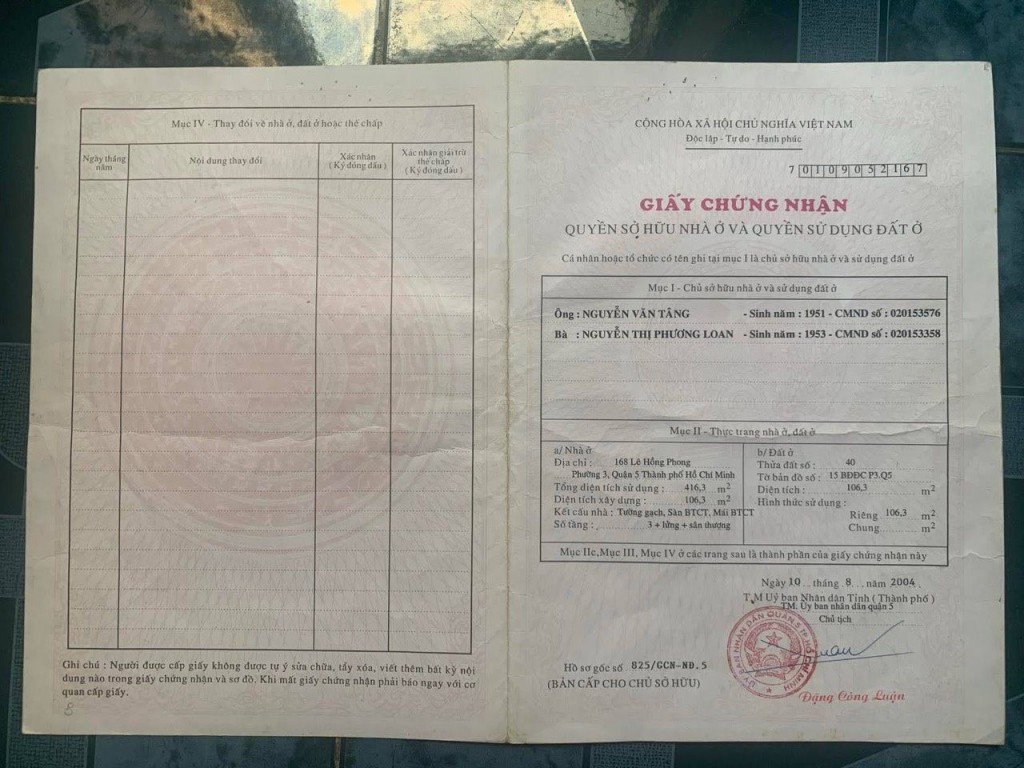 Mục IV - Thay đổi về nhà ở, đất ở hoặc thế chấp
Ngày tháng năm
Nội dung thay đổi
Xác nhận
(Ký đóng dấu)
Xác nhận giải trừ
thế chấp
(Ký đóng dấu)
Ghi chú : Người được cấp giấy không được tự ý sửa chữa, tẩy xóa, viết thêm bất kỳ nội
dung nào trong giấy chứng nhận và sơ đồ. Khi mất giấy chứng nhận phải báo ngay với cơ
quan cấp giấy.
8
CỘNG HÒA XÃ HỘI CHỦ NGHĨA VIỆT NAM
Độc lập - Tự do - Hạnh phúc
7 0109052167
GIẤY CHỨNG NHẬN
QUYỀN SỞ HỮU NHÀ Ở VÀ QUYỀN SỬ DỤNG ĐẤT Ở
Cá nhân hoặc tổ chức có tên ghi tại mục I là chủ sở hữu nhà ở và sử dụng đất ở
Mục I - Chủ sở hữu nhà ở và sử dụng đất ở
Ông : NGUYỄN VĂN TÂNG - Sinh năm : 1951 - CMND số : 020153576
Bà : NGUYỄN THỊ PHƯƠNG LOAN - Sinh năm : 1953 - CMND số : 020153358
Mục II - Thực trạng nhà ở, đất ở
a/ Nhà ở
Địa chỉ : 168 Lê Hồng Phong
Phường 3, Quận 5 Thành phố Hồ Chí Minh
Tổng diện tích sử dụng : 416,3 m2
Diện tích xây dựng : 106,3 m2
Kết cấu nhà : Tường gạch, Sàn BTCT, Mái BTCT
Số tầng : 3 + lửng + sân thượng
b/ Đất ở
Thửa đất số : 40
Tờ bản đồ số : 15 BĐĐC P3.Q5
Diện tích : 106,3 m2
Hình thức sử dụng :
Riêng 106,3 m2
Chung m2
Mục IIc, Mục III, Mục IV ở các trang sau là thành phần của giấy chứng nhận này
Ngày 10 tháng 8 năm 2004
T.M Uỷ ban Nhân dân Tỉnh ( Thành phố )
TM. Ủy ban nhân dân quận 5
Chủ tịch
ỦY BAN NHÂN DÂN QUẬN 5 T.P HỒ CHÍ MINH
Đặng Công Luận
Hồ sơ gốc số 825/GCN-NĐ.5
(BẢN CẤP CHO CHỦ SỞ HỮU)